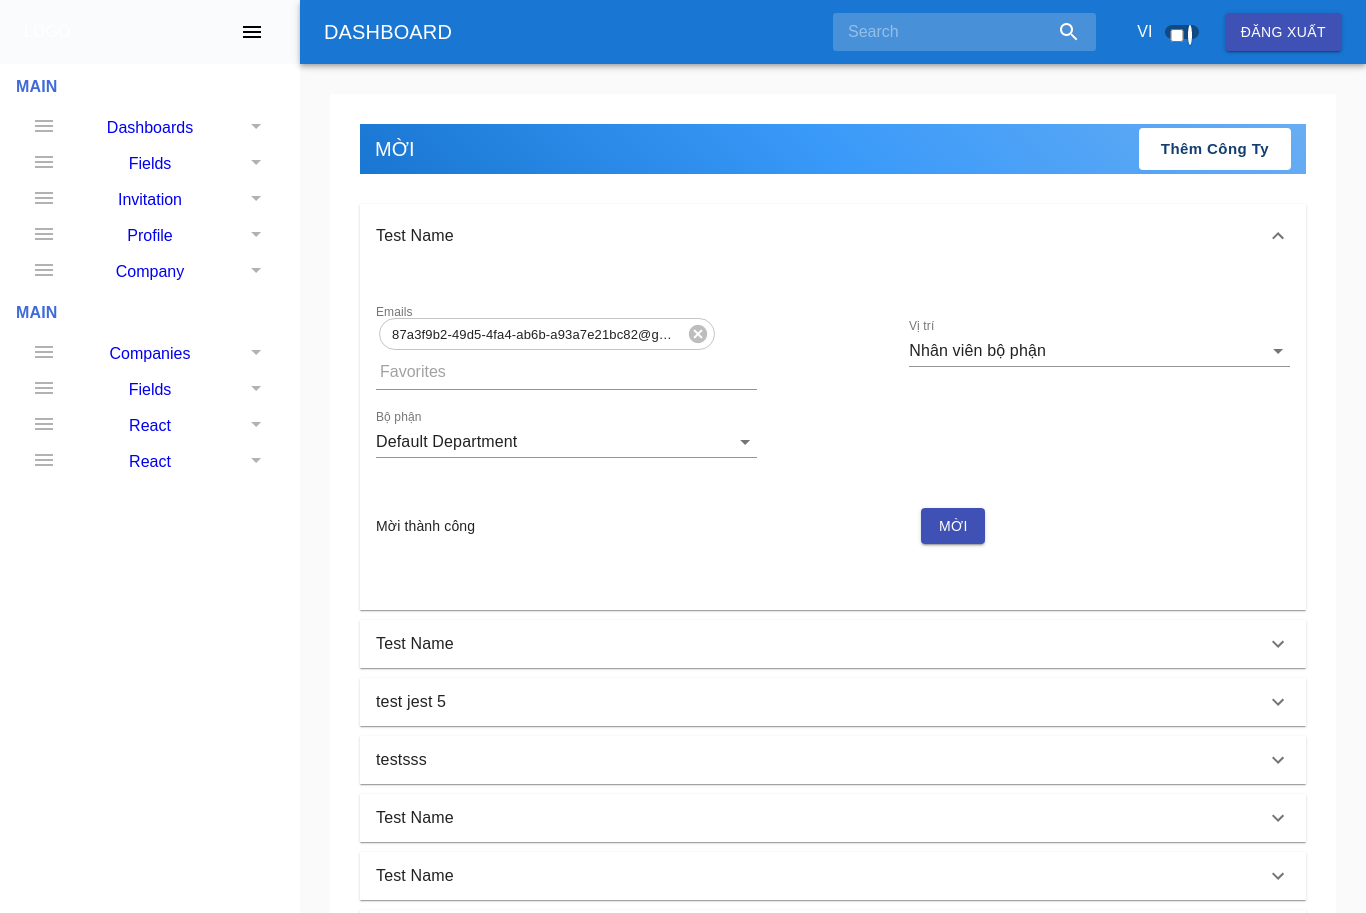 LOGO
DASHBOARD
Search
VI
ĐĂNG XUẤT
MAIN
Dashboards
Fields
Invitation
Profile
Company
MAIN
Companies
Fields
React
React
MỜI
Thêm Công Ty
Test Name
Emails
87a3f9b2-49d5-4fa4-ab6b-a93a7e21bc82@g…
Favorites
Vị trí
Nhân viên bộ phận
Bộ phận
Default Department
Mời thành công
MỜI
Test Name
test jest 5
testsss
Test Name
Test Name